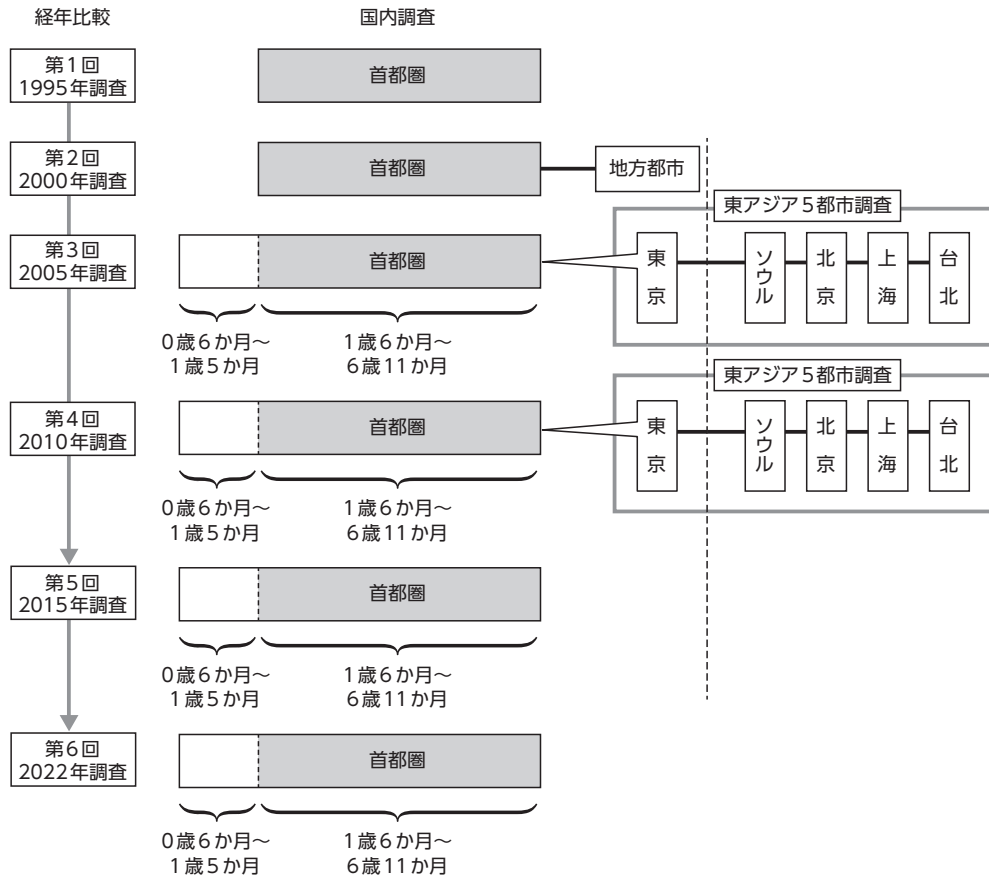 経年比較
国内調査
第1回
1995年調査
首都圏
第2回
2000年調査
首都圏
地方都市
東アジア5都市調査
第3回
2005年調査
首都圏
東京
ソウル
北京
上海
台北
0歳6か月～
1歳5か月
1歳6か月～
6歳11か月
東アジア5都市調査
第4回
2010年調査
首都圏
東京
ソウル
北京
上海
台北
0歳6か月～
1歳5か月
1歳6か月～
6歳11か月
第5回
2015年調査
首都圏
0歳6か月～
1歳5か月
1歳6か月～
6歳11か月
第6回
2022年調査
首都圏
0歳6か月～
1歳5か月
1歳6か月～
6歳11か月